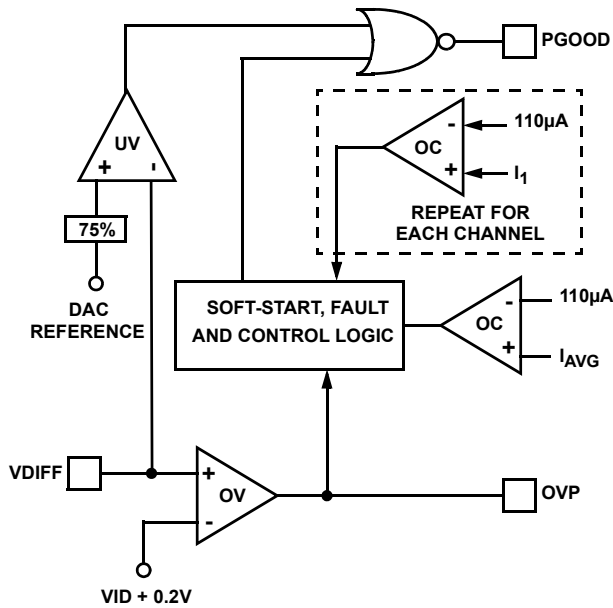 PGOOD
UV
+ -
75%
DAC
REFERENCE
OC
-
+
110µA
I1
REPEAT FOR
EACH CHANNEL
SOFT-START, FAULT
AND CONTROL LOGIC
OC
-
+
110µA
IAVG
VDIFF
+
OV
-
OVP
VID + 0.2V